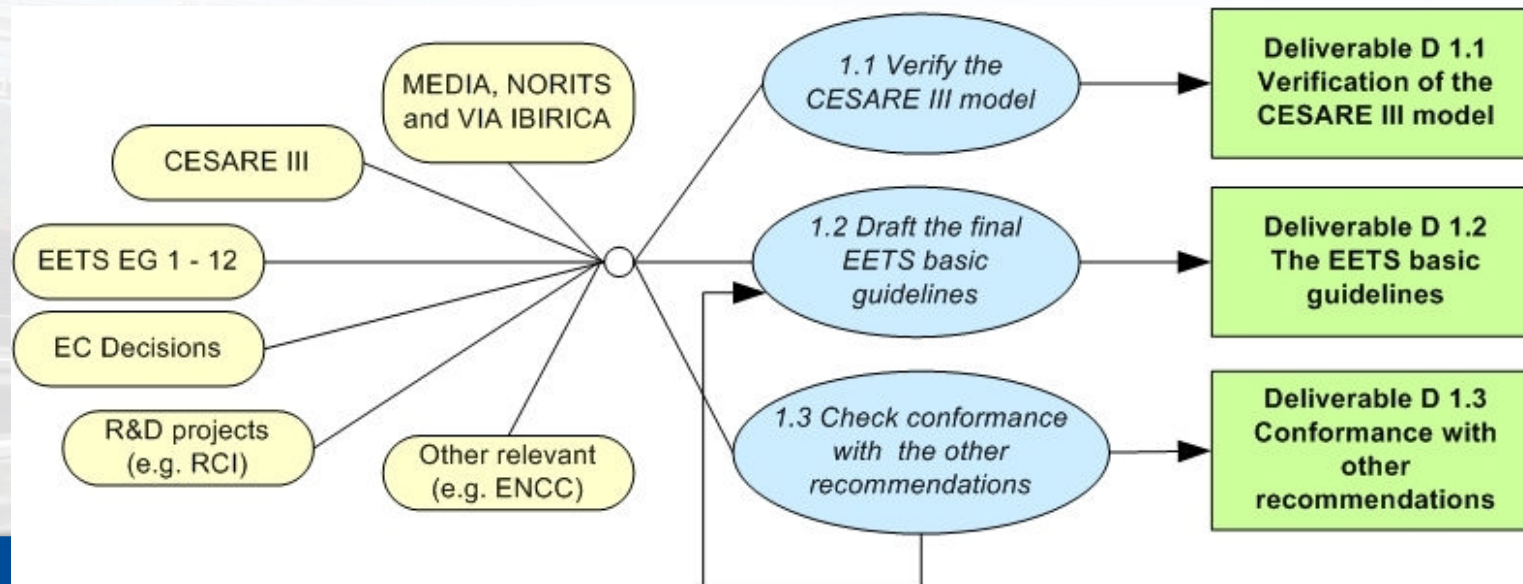 MEDIA, NORITS
and VIA IBIRICA
CESARE III
EETS EG 1 - 12
EC Decisions
R&D projects
(e.g. RCI)
Other relevant
(e.g. ENCC)
1.1 Verify the
CESARE III model
1.2 Draft the final
EETS basic
guidelines
1.3 Check conformance
with the other
recommendations
Deliverable D 1.1
Verification of the
CESARE III model
Deliverable D 1.2
The EETS basic
guidelines
Deliverable D 1.3
Conformance with
other
recommendations